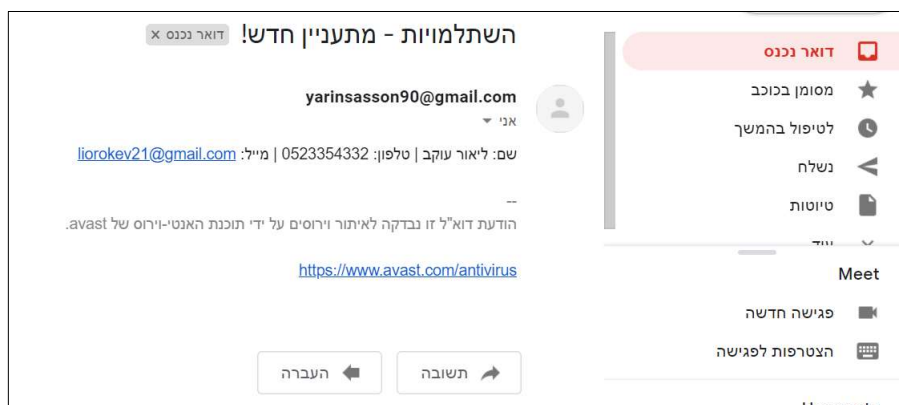 דואר נכנס
מסומן בכוכב
לטיפול בהמשך
נשלח
טיוטות
עוד
Meet
פגישה חדשה
הצטרפות לפגישה
השתלמויות - מתעניין חדש! דואר נכנס x
yarinsasson90@gmail.com
אני
שם: ליאור עוקב | טלפון: 0523354332 | מייל: liorokev21@gmail.com
--
הודעת דוא"ל זו נבדקה לאיתור וירוסים על ידי תוכנת האנטי-וירוס של avast.
https://www.avast.com/antivirus
תשובה
העברה